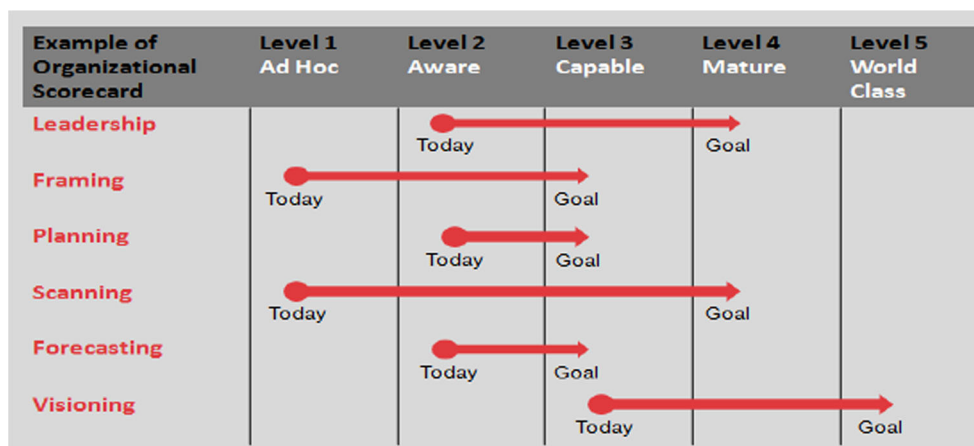 Example of Organizational Scorecard
Level 1 Ad Hoc
Level 2 Aware
Level 3 Capable
Level 4 Mature
Level 5 World Class
Leadership
Today Goal
Framing
Today Goal
Planning
Today Goal
Scanning
Today Goal
Forecasting
Today Goal
Visioning
Today Goal